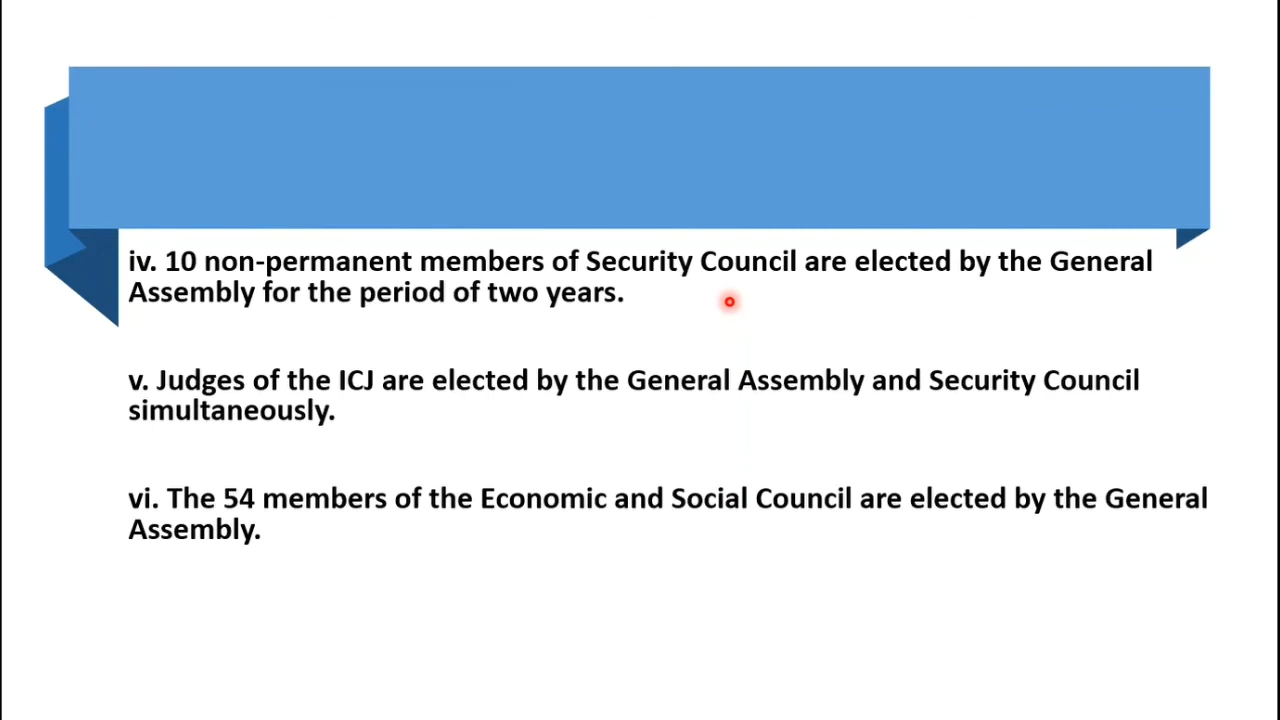 iv. 10 non-permanent members of Security Council are elected by the General
Assembly for the period of two years.
v. Judges of the ICJ are elected by the General Assembly and Security Council
simultaneously.
vi. The 54 members of the Economic and Social Council are elected by the General
Assembly.